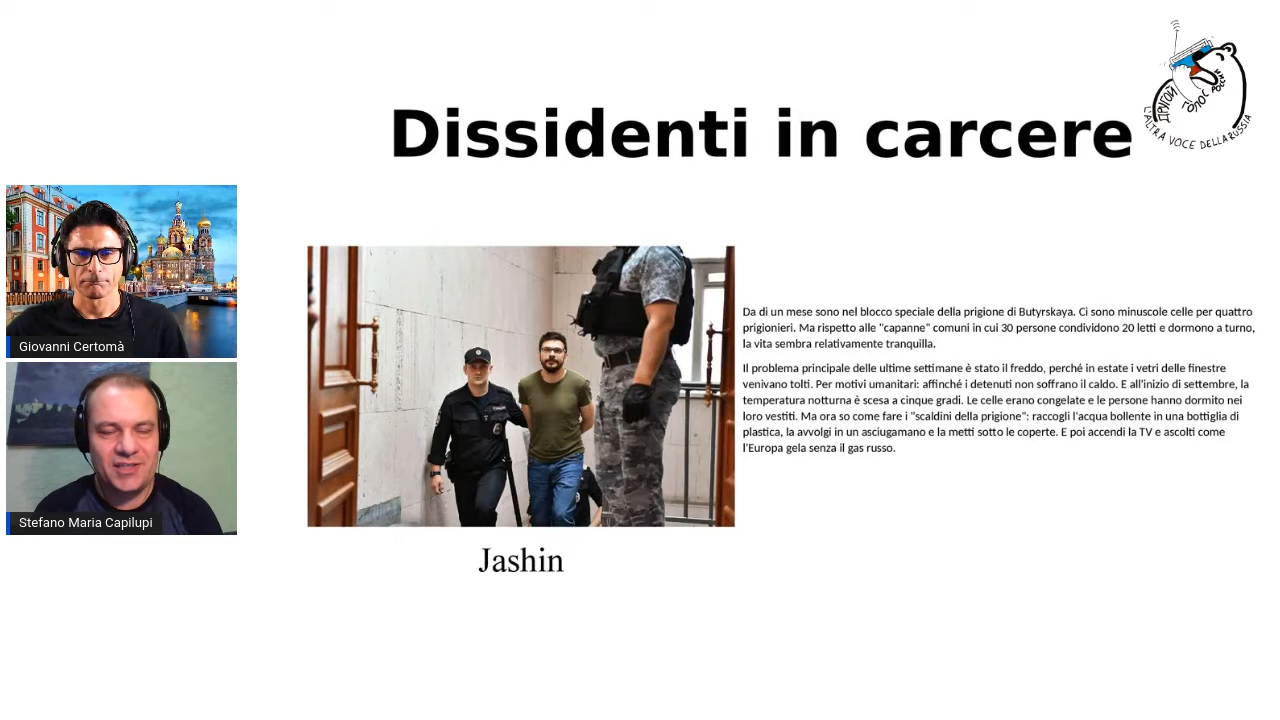 Dissidenti in carcere
ДРУГОЙ
ГОЛОС
РОССИИ
L'ALTRA VOCE DELLA RUSSIA
Giovanni Certomà
Stefano Maria Capilupi
Da di un mese sono nel blocco speciale della prigione di Butyrskaya. Ci sono minuscole celle per quattro
prigionieri. Ma rispetto alle "capanne" comuni in cui 30 persone condividono 20 letti e dormono a turno,
la vita sembra relativamente tranquilla.
Il problema principale delle ultime settimane è stato il freddo, perché in estate i vetri delle finestre
venivano tolti. Per motivi umanitari: affinché i detenuti non soffrano il caldo. E all'inizio di settembre, la
temperatura notturna è scesa a cinque gradi. Le celle erano congelate e le persone hanno dormito nei
loro vestiti. Ma ora so come fare i "scaldini della prigione": raccogli l'acqua bollente in una bottiglia di
plastica, la avvolgi in un asciugamano e la metti sotto le coperte. E poi accendi la TV e ascolti come
l'Europa gela senza il gas russo.
Jashin